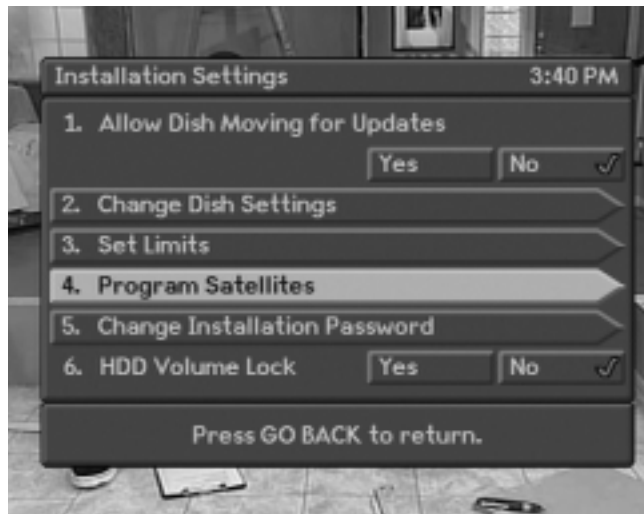 Installation Settings 3:40 PM
1. Allow Dish Moving for Updates
Yes No
2. Change Dish Settings
3. Set Limits
4. Program Satellites
5. Change Installation Password
6. HDD Volume Lock Yes No
Press GO BACK to return.